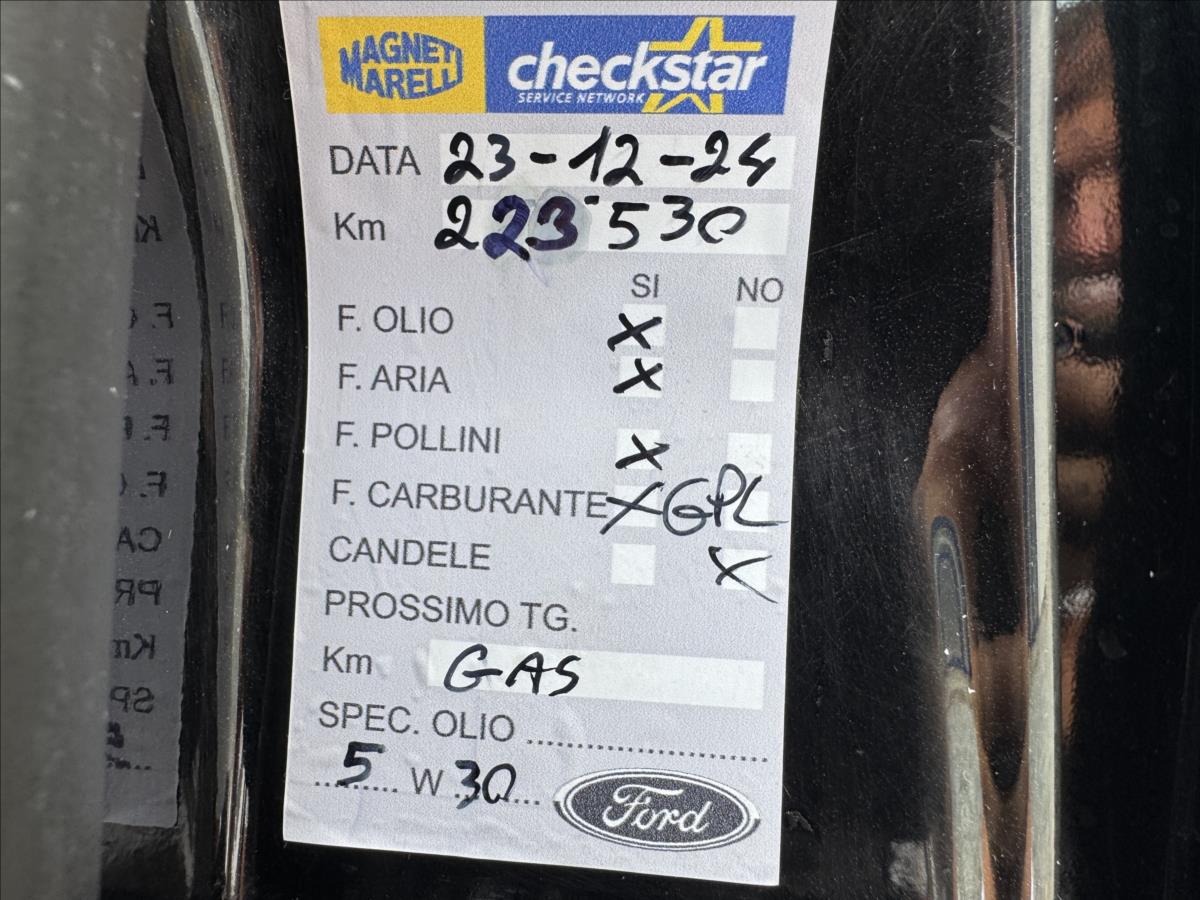 MAGNETI MARELLI
checkstar
SERVICE NETWORK
DATA 23-12-24
Km 223530
SI NO
F. OLIO X
F. ARIA X
F. POLLINI X
F. CARBURANTE X GPL
CANDELE X
PROSSIMO TG.
Km GAS
SPEC. OLIO ....................
...5...... W 30....
Ford